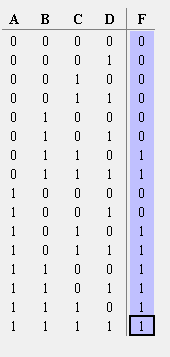 A B C D F
0 0 0 0 0
0 0 0 1 0
0 0 1 0 0
0 0 1 1 0
0 1 0 0 0
0 1 0 1 0
0 1 1 0 1
0 1 1 1 1
1 0 0 0 0
1 0 0 1 0
1 0 1 0 1
1 0 1 1 1
1 1 0 0 1
1 1 0 1 1
1 1 1 0 1
1 1 1 1 1